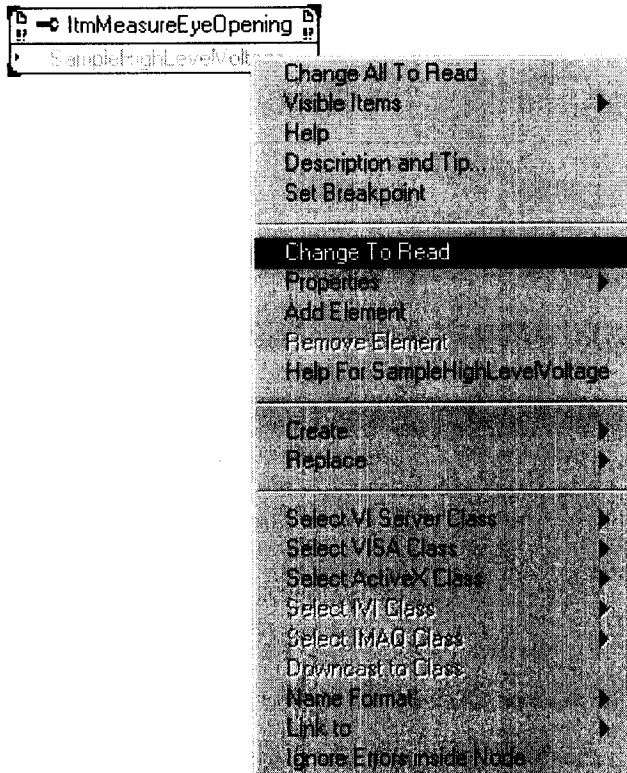 ItmMeasureEyeOpening
SampleHighLevelVolt
Change All To Read
Visible Items
Help
Description and Tip...
Set Breakpoint
Change To Read
Properties
Add Element
Remove Element
Help For SampleHighLevelVoltage
Create
Replace
Select VI Server Class
Select VISA Class
Select ActiveX Class
Select IVI Class
Select IMAQ Class
Downcast to Class
Name Format
Link to
Ignore Errors inside Node